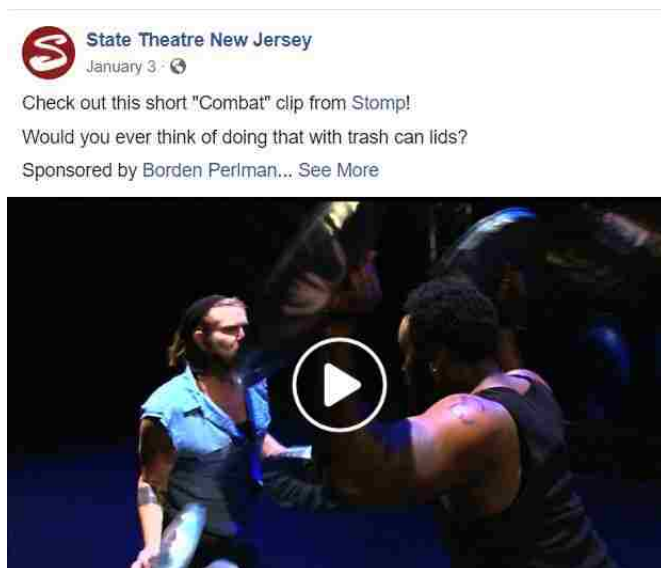 State Theatre New Jersey
January 3 ·
Check out this short "Combat" clip from Stomp!
Would you ever think of doing that with trash can lids?
Sponsored by Borden Perlman... See More